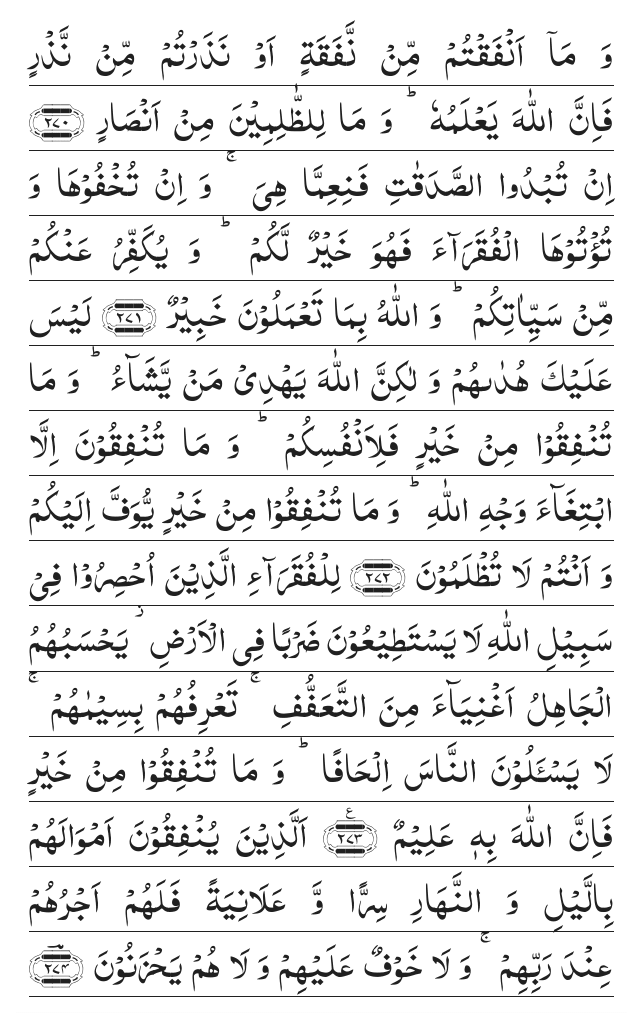 وَ مَاۤ اَنۡفَقۡتُمۡ مِّنۡ نَّفَقَةٍ اَوۡ نَذَرۡتُمۡ مِّنۡ نَّذۡرٍ
فَاِنَّ اللّٰهَ يَعۡلَمُهٗ ؕ وَ مَا لِلظّٰلِمِيۡنَ مِنۡ اَنۡصَارٍ ﴿۲۷۰﴾
اِنۡ تُبۡدُوا الصَّدَقٰتِ فَنِعِمَّا هِيَ ۚ وَ اِنۡ تُخۡفُوۡهَا وَ
تُؤۡتُوۡهَا الۡفُقَرَآءَ فَهُوَ خَيۡرٌ لَّكُمۡ ؕ وَ يُكَفِّرُ عَنۡكُمۡ
مِّنۡ سَيِّاٰتِكُمۡ ؕ وَ اللّٰهُ بِمَا تَعۡمَلُوۡنَ خَبِيۡرٌ ﴿۲۷۱﴾ لَيۡسَ
عَلَيۡكَ هُدٰٮهُمۡ وَ لٰكِنَّ اللّٰهَ يَهۡدِيۡ مَنۡ يَّشَآءُ ؕ وَ مَا
تُنۡفِقُوۡا مِنۡ خَيۡرٍ فَلِاَنۡفُسِكُمۡ ؕ وَ مَا تُنۡفِقُوۡنَ اِلَّا
ابۡتِغَآءَ وَجۡهِ اللّٰهِ ؕ وَ مَا تُنۡفِقُوۡا مِنۡ خَيۡرٍ يُّوَفَّ اِلَيۡكُمۡ
وَ اَنۡتُمۡ لَا تُظۡلَمُوۡنَ ﴿۲۷۲﴾ لِلۡفُقَرَآءِ الَّذِيۡنَ اُحۡصِرُوۡا فِيۡ
سَبِيۡلِ اللّٰهِ لَا يَسۡتَطِيۡعُوۡنَ ضَرۡبًا فِي الۡاَرۡضِ ۫ يَحۡسَبُهُمُ
الۡجَاهِلُ اَغۡنِيَآءَ مِنَ التَّعَفُّفِ ۚ تَعۡرِفُهُمۡ بِسِيۡمٰهُمۡ ۚ
لَا يَسۡـَٔلُوۡنَ النَّاسَ اِلۡحَافًا ؕ وَ مَا تُنۡفِقُوۡا مِنۡ خَيۡرٍ
فَاِنَّ اللّٰهَ بِهٖ عَلِيۡمٌ ﴿۲۷۳﴾ع اَلَّذِيۡنَ يُنۡفِقُوۡنَ اَمۡوَالَهُمۡ
بِالَّيۡلِ وَ النَّهَارِ سِرًّا وَّ عَلَانِيَةً فَلَهُمۡ اَجۡرُهُمۡ
عِنۡدَ رَبِّهِمۡ ۚ وَ لَا خَوۡفٌ عَلَيۡهِمۡ وَ لَا هُمۡ يَحۡزَنُوۡنَ ﴿۲۷۴﴾